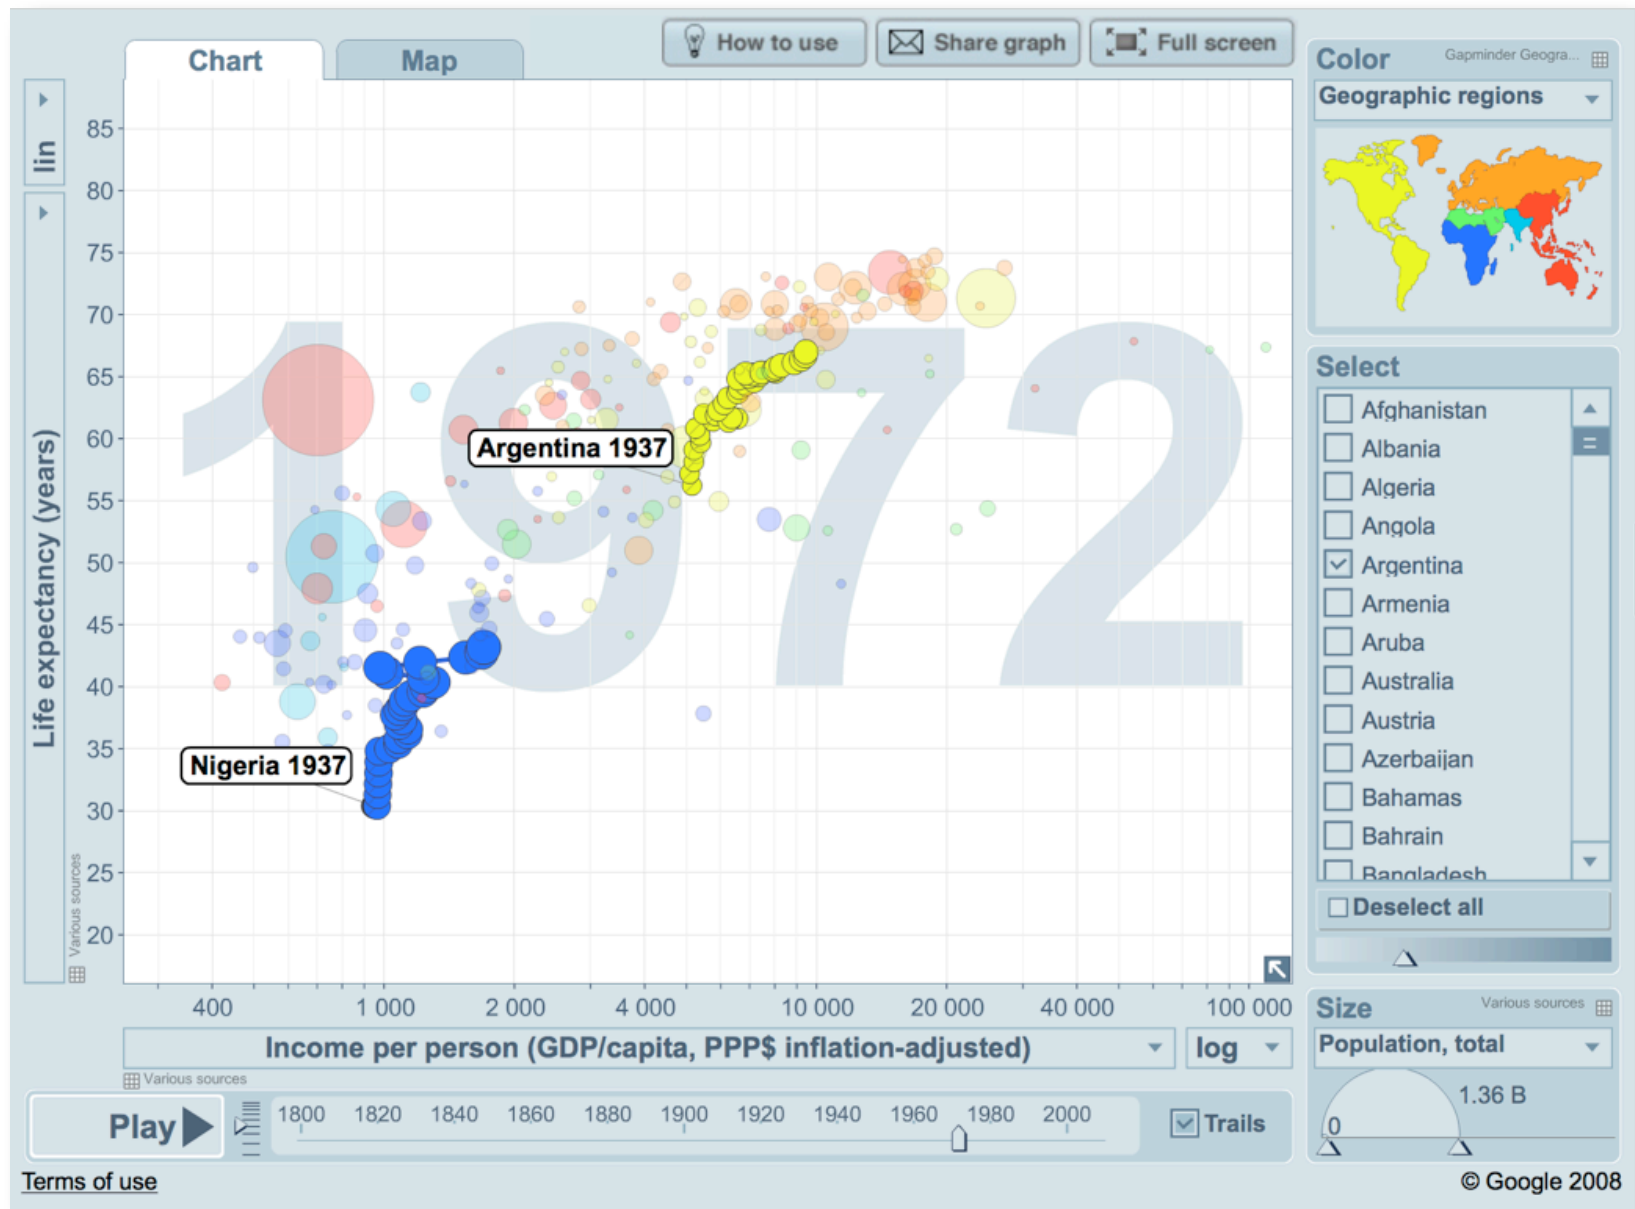 How to use
Share graph
Full screen
Chart
Map
Color
Gapminder Geogra...
Geographic regions
lin
Life expectancy (years)
Various sources
85
80
75
70
65
60
55
50
45
40
35
30
25
20
1972
Argentina 1937
Nigeria 1937
400
1 000
2 000
4 000
10 000
20 000
40 000
100 000
Income per person (GDP/capita, PPP$ inflation-adjusted)
log
Various sources
Select
Afghanistan
Albania
Algeria
Angola
Argentina
Armenia
Aruba
Australia
Austria
Azerbaijan
Bahamas
Bahrain
Bangladesh
Deselect all
Size
Various sources
Population, total
1.36 B
0
Play
1800
1820
1840
1860
1880
1900
1920
1940
1960
1980
2000
Trails
Terms of use
© Google 2008